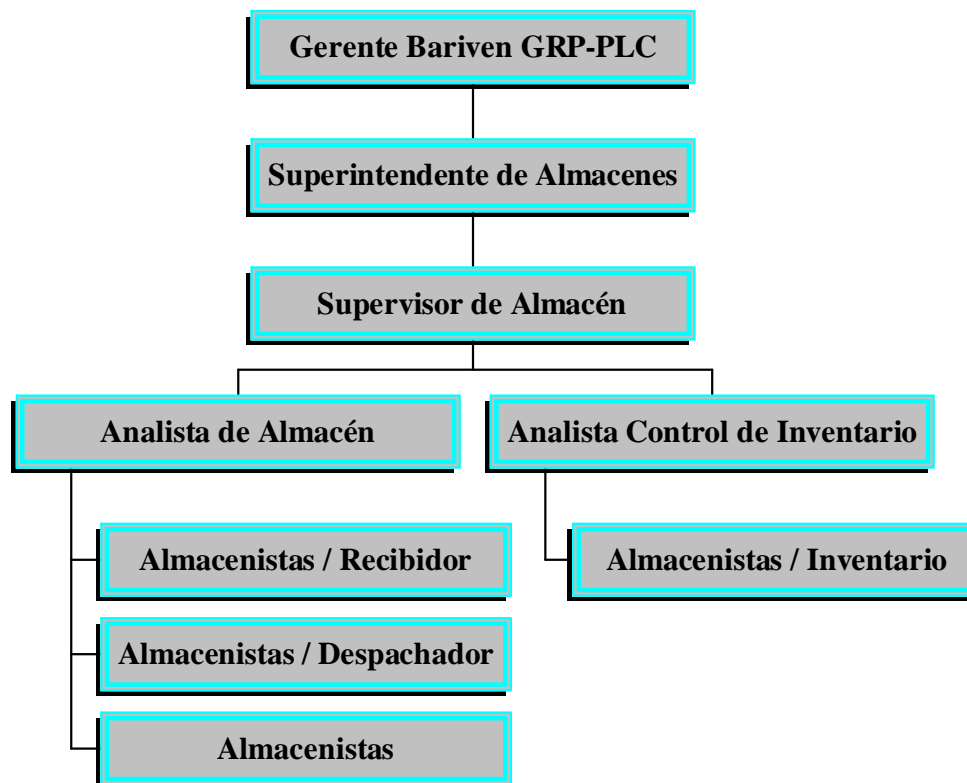 Gerente Bariven GRP-PLC
Superintendente de Almacenes
Supervisor de Almacén
Analista de Almacén
Analista Control de Inventario
Almacenistas / Recibidor
Almacenistas / Inventario
Almacenistas / Despachador
Almacenistas